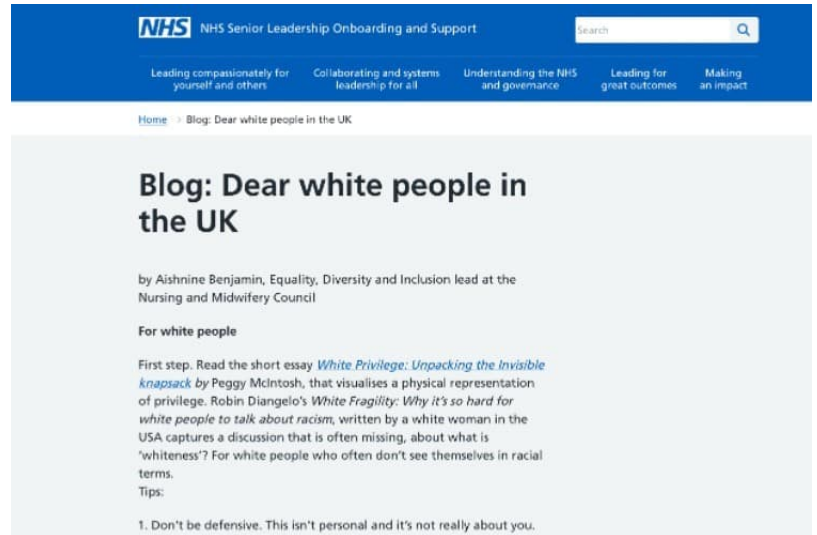 NHS NHS Senior Leadership Onboarding and Support
Search
Leading compassionately for
yourself and others
Collaborating and systems
leadership for all
Understanding the NHS
and governance
Leading for
great outcomes
Making
an impact
Home > Blog: Dear white people in the UK
Blog: Dear white people in
the UK
by Aishnine Benjamin, Equality, Diversity and Inclusion lead at the
Nursing and Midwifery Council
For white people
First step. Read the short essay White Privilege: Unpacking the Invisible
knapsack by Peggy McIntosh, that visualises a physical representation
of privilege. Robin Diangelo's White Fragility: Why it's so hard for
white people to talk about racism, written by a white woman in the
USA captures a discussion that is often missing, about what is
'whiteness'? For white people who often don't see themselves in racial
terms.
Tips:
1. Don't be defensive. This isn't personal and it's not really about you.